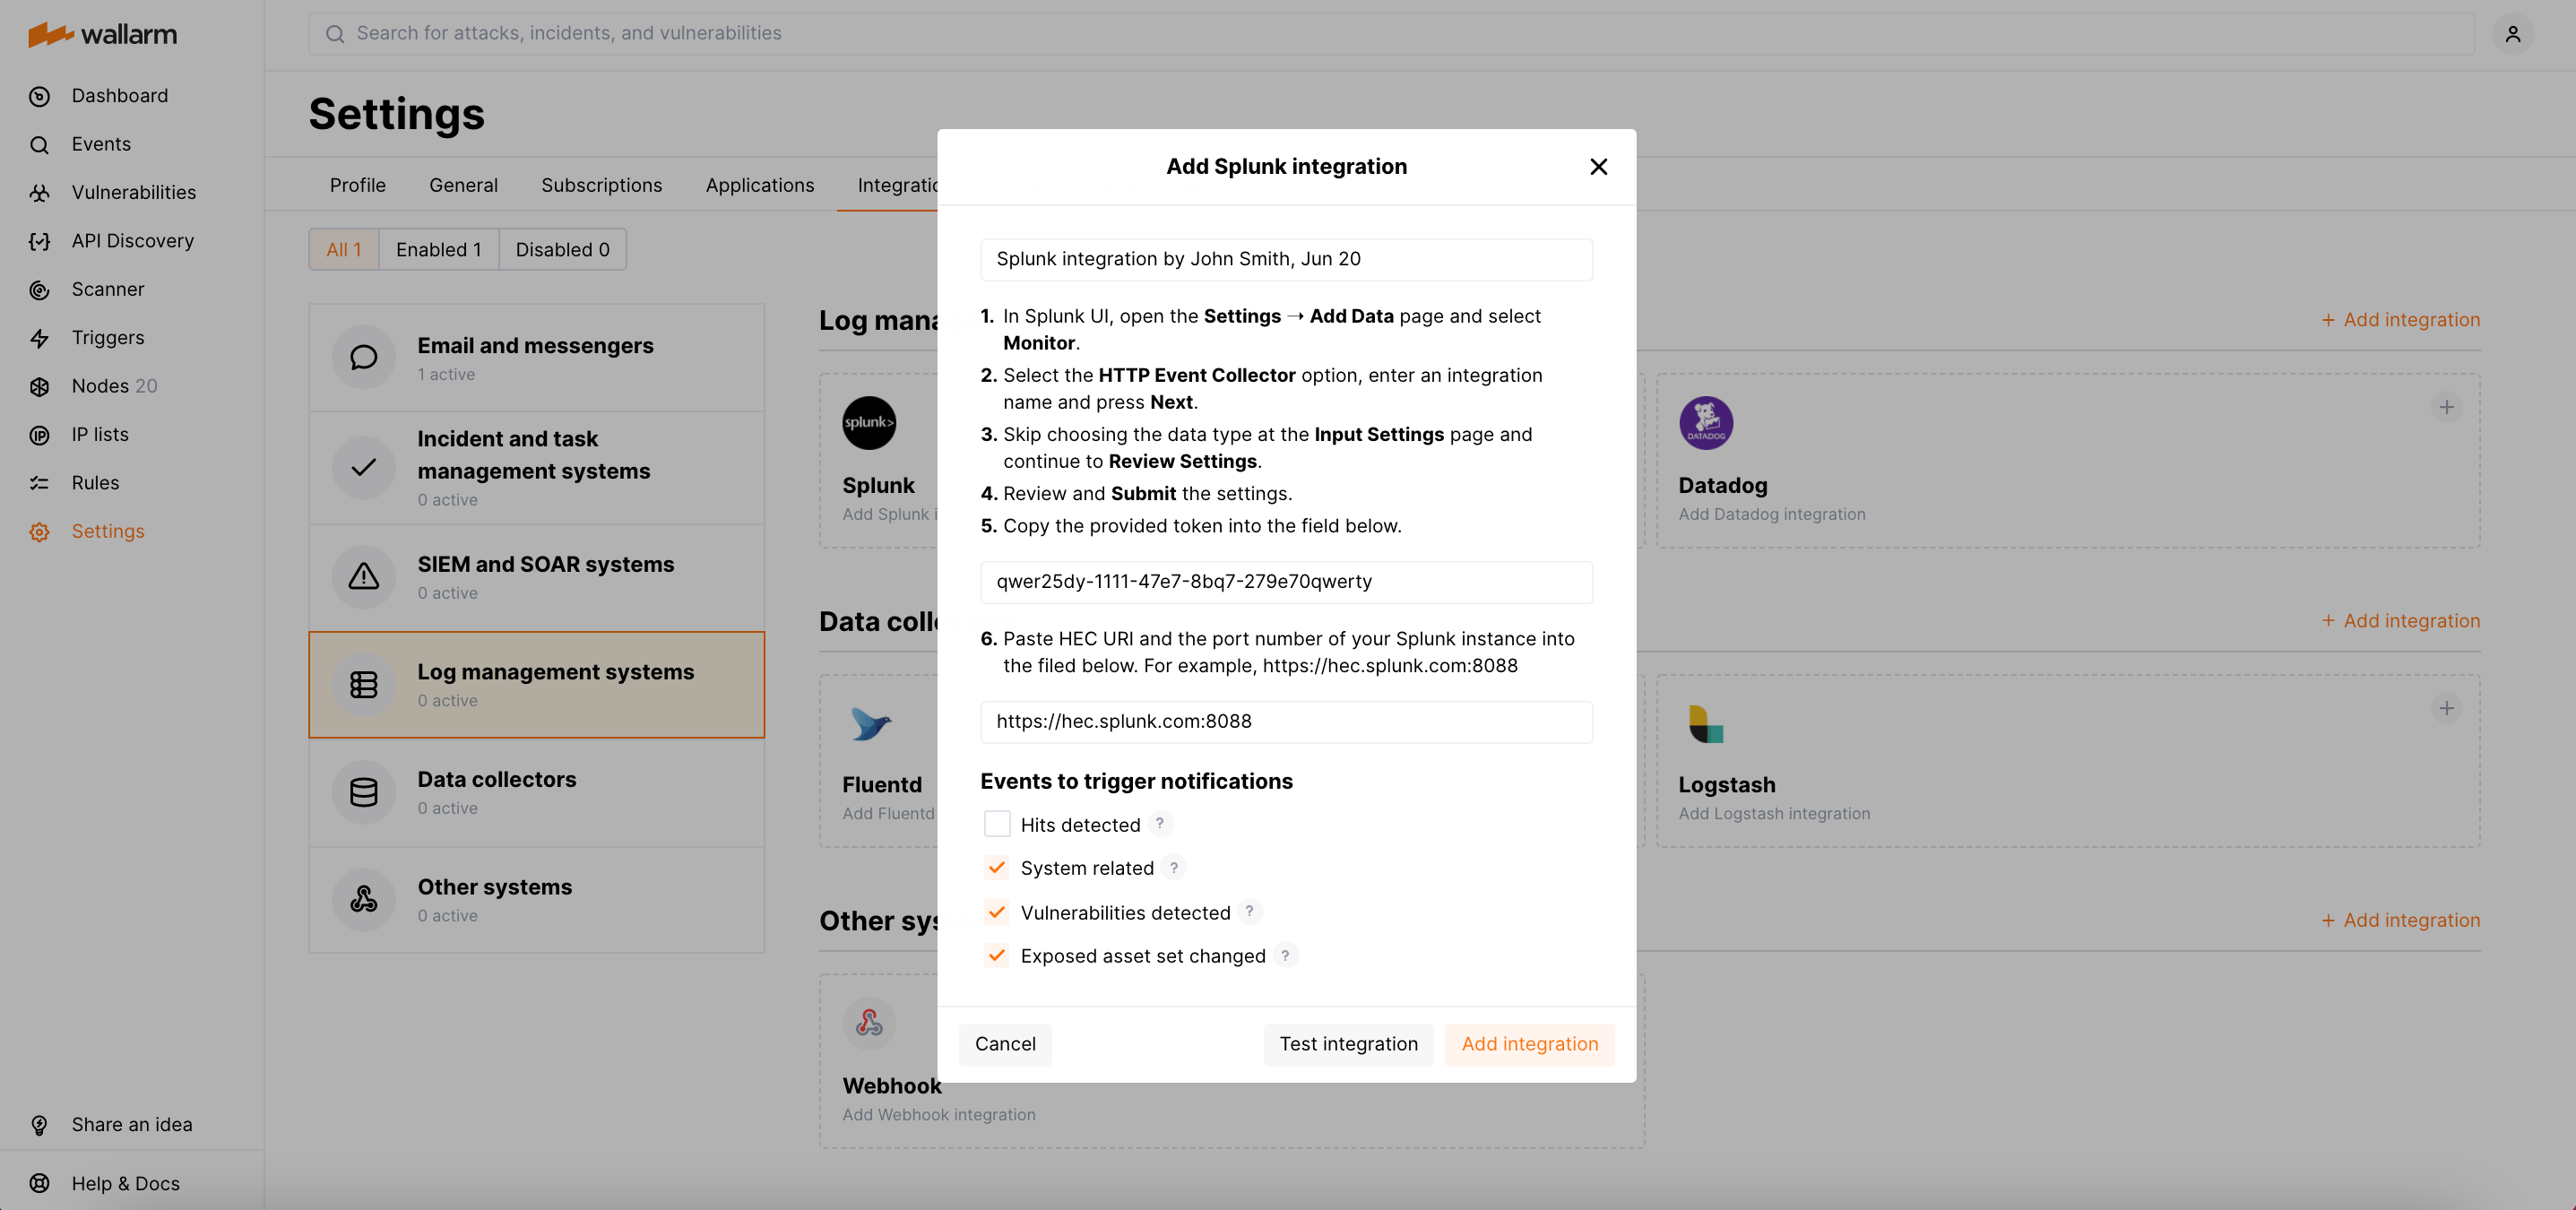 wallarm
Search for attacks, incidents, and vulnerabilities
Dashboard
Events
Vulnerabilities
API Discovery
Scanner
Triggers
Nodes 20
IP lists
Rules
Settings
Share an idea
Help & Docs
Settings
Profile
General
Subscriptions
Applications
Integratio
All 1
Enabled 1
Disabled 0
Email and messengers
1 active
Incident and task
management systems
0 active
SIEM and SOAR systems
0 active
Log management systems
0 active
Data collectors
0 active
Other systems
0 active
Log mana
+ Add integration
splunk>
Splunk
Add Splunk i
DATADOG
Datadog
Add Datadog integration
Data coll
+ Add integration
Fluentd
Add Fluentd
Logstash
Add Logstash integration
Other sys
+ Add integration
Webhook
Add Webhook integration
Add Splunk integration
Splunk integration by John Smith, Jun 20
1. In Splunk UI, open the Settings → Add Data page and select
Monitor.
2. Select the HTTP Event Collector option, enter an integration
name and press Next.
3. Skip choosing the data type at the Input Settings page and
continue to Review Settings.
4. Review and Submit the settings.
5. Copy the provided token into the field below.
qwer25dy-1111-47e7-8bq7-279e70qwerty
6. Paste HEC URI and the port number of your Splunk instance into
the filed below. For example, https://hec.splunk.com:8088
https://hec.splunk.com:8088
Events to trigger notifications
Hits detected ?
System related ?
Vulnerabilities detected ?
Exposed asset set changed ?
Cancel
Test integration
Add integration